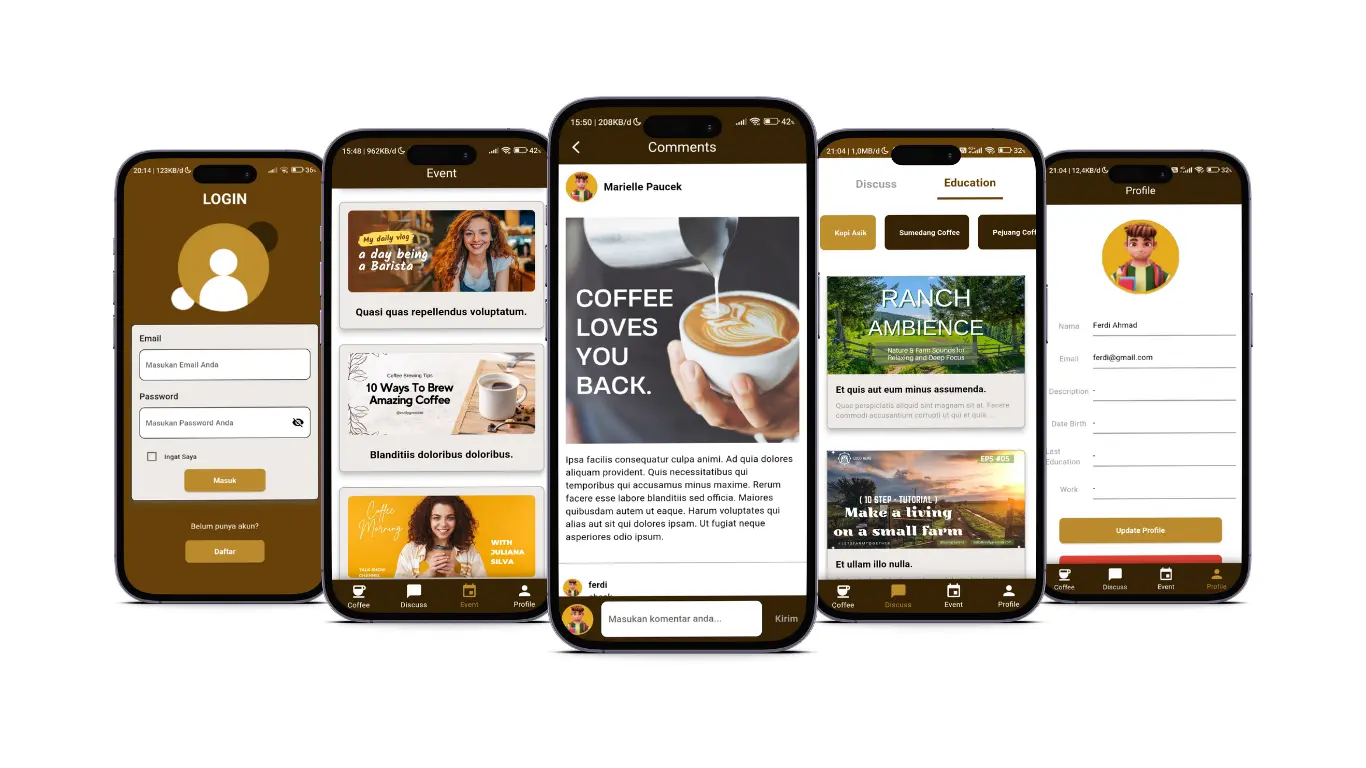 20:14 | 123KB/d
36
LOGIN
Email
Masukan Email Anda
Password
Masukan Password Anda
Ingat Saya
Masuk
Belum punya akun?
Daftar
15:48 | 962KB/d
42
Event
My daily vlog
a day being
a Barista
Quasi quas repellendus voluptatum.
Coffee Brewing Tips
10 Ways To Brew
Amazing Coffee
Blanditiis doloribus doloribus.
Coffee
Morning
WITH
JULIANA
SILVA
TALK SHOW
Coffee
Discuss
Event
Profile
15:50 | 208KB/d
42
Comments
Marielle Paucek
COFFEE
LOVES
YOU
BACK.
Ipsa facilis consequatur culpa animi. Ad quia dolores
aliquam provident. Quis necessitatibus qui
temporibus qui accusamus minus maxime. Rerum
facere esse labore blanditiis sed officia. Maiores
quibusdam autem ut eaque. Harum voluptates qui
alias aut sit qui dolores ipsam. Ut fugiat neque
asperiores odio ipsum.
ferdi
Masukan komentar anda...
Kirim
21:04 | 1,0MB/d
32
Discuss
Education
Kopi Asik
Sumedang Coffee
Pejuang Coff
RANCH
AMBIENCE
Nature & Farm Sounds for
Relaxing and Deep Focus
Et quis aut eum minus assumenda.
Quae perspiciatis aliquid sint magnam sit at. Facere
commodi accusantium corrupti ut qui et quia ...
EPS #05
( 10 STEP - TUTORIAL )
Make a living
on a small farm
Et ullam illo nulla.
Coffee
Discuss
Event
Profile
21:04 | 12,4KB/d
32
Profile
Name
Ferdi Ahmad
Email
ferdi@gmail.com
Description
-
Date Birth
-
Last
Education
-
Work
-
Update Profile
Coffee
Discuss
Event
Profile